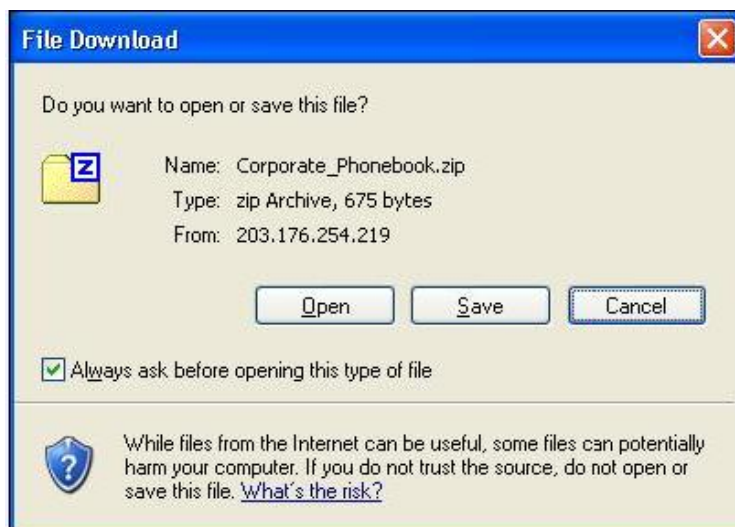 File Download
Do you want to open or save this file?
Name: Corporate_Phonebook.zip
Type: zip Archive, 675 bytes
From: 203.176.254.219
Open Save Cancel
Always ask before opening this type of file
While files from the Internet can be useful, some files can potentially
harm your computer. If you do not trust the source, do not open or
save this file. What's the risk?